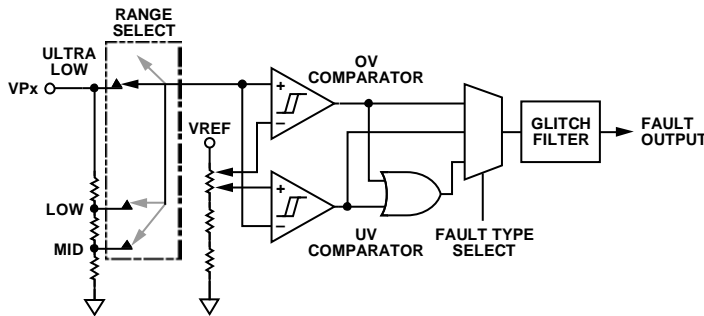 RANGE
SELECT
ULTRA
LOW
VPx
LOW
MID
VREF
OV
COMPARATOR
+
−
+
−
UV
COMPARATOR
FAULT TYPE
SELECT
GLITCH
FILTER
FAULT
OUTPUT